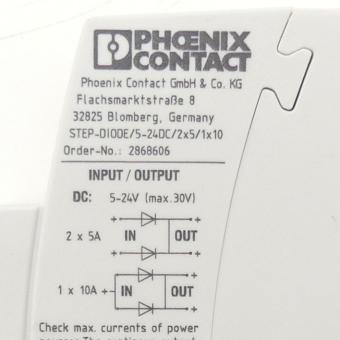 PHŒNIX
CONTACT
Phoenix Contact GmbH & Co. KG
Flachsmarktstraße 8
32825 Blomberg, Germany
STEP-DIODE/5-24DC/2x5/1x10
Order-No.: 2868606
INPUT / OUTPUT
DC: 5-24V (max.30V)
+ +
2 x 5A IN OUT
+ +
1 x 10A + IN OUT
+
+
Check max. currents of power